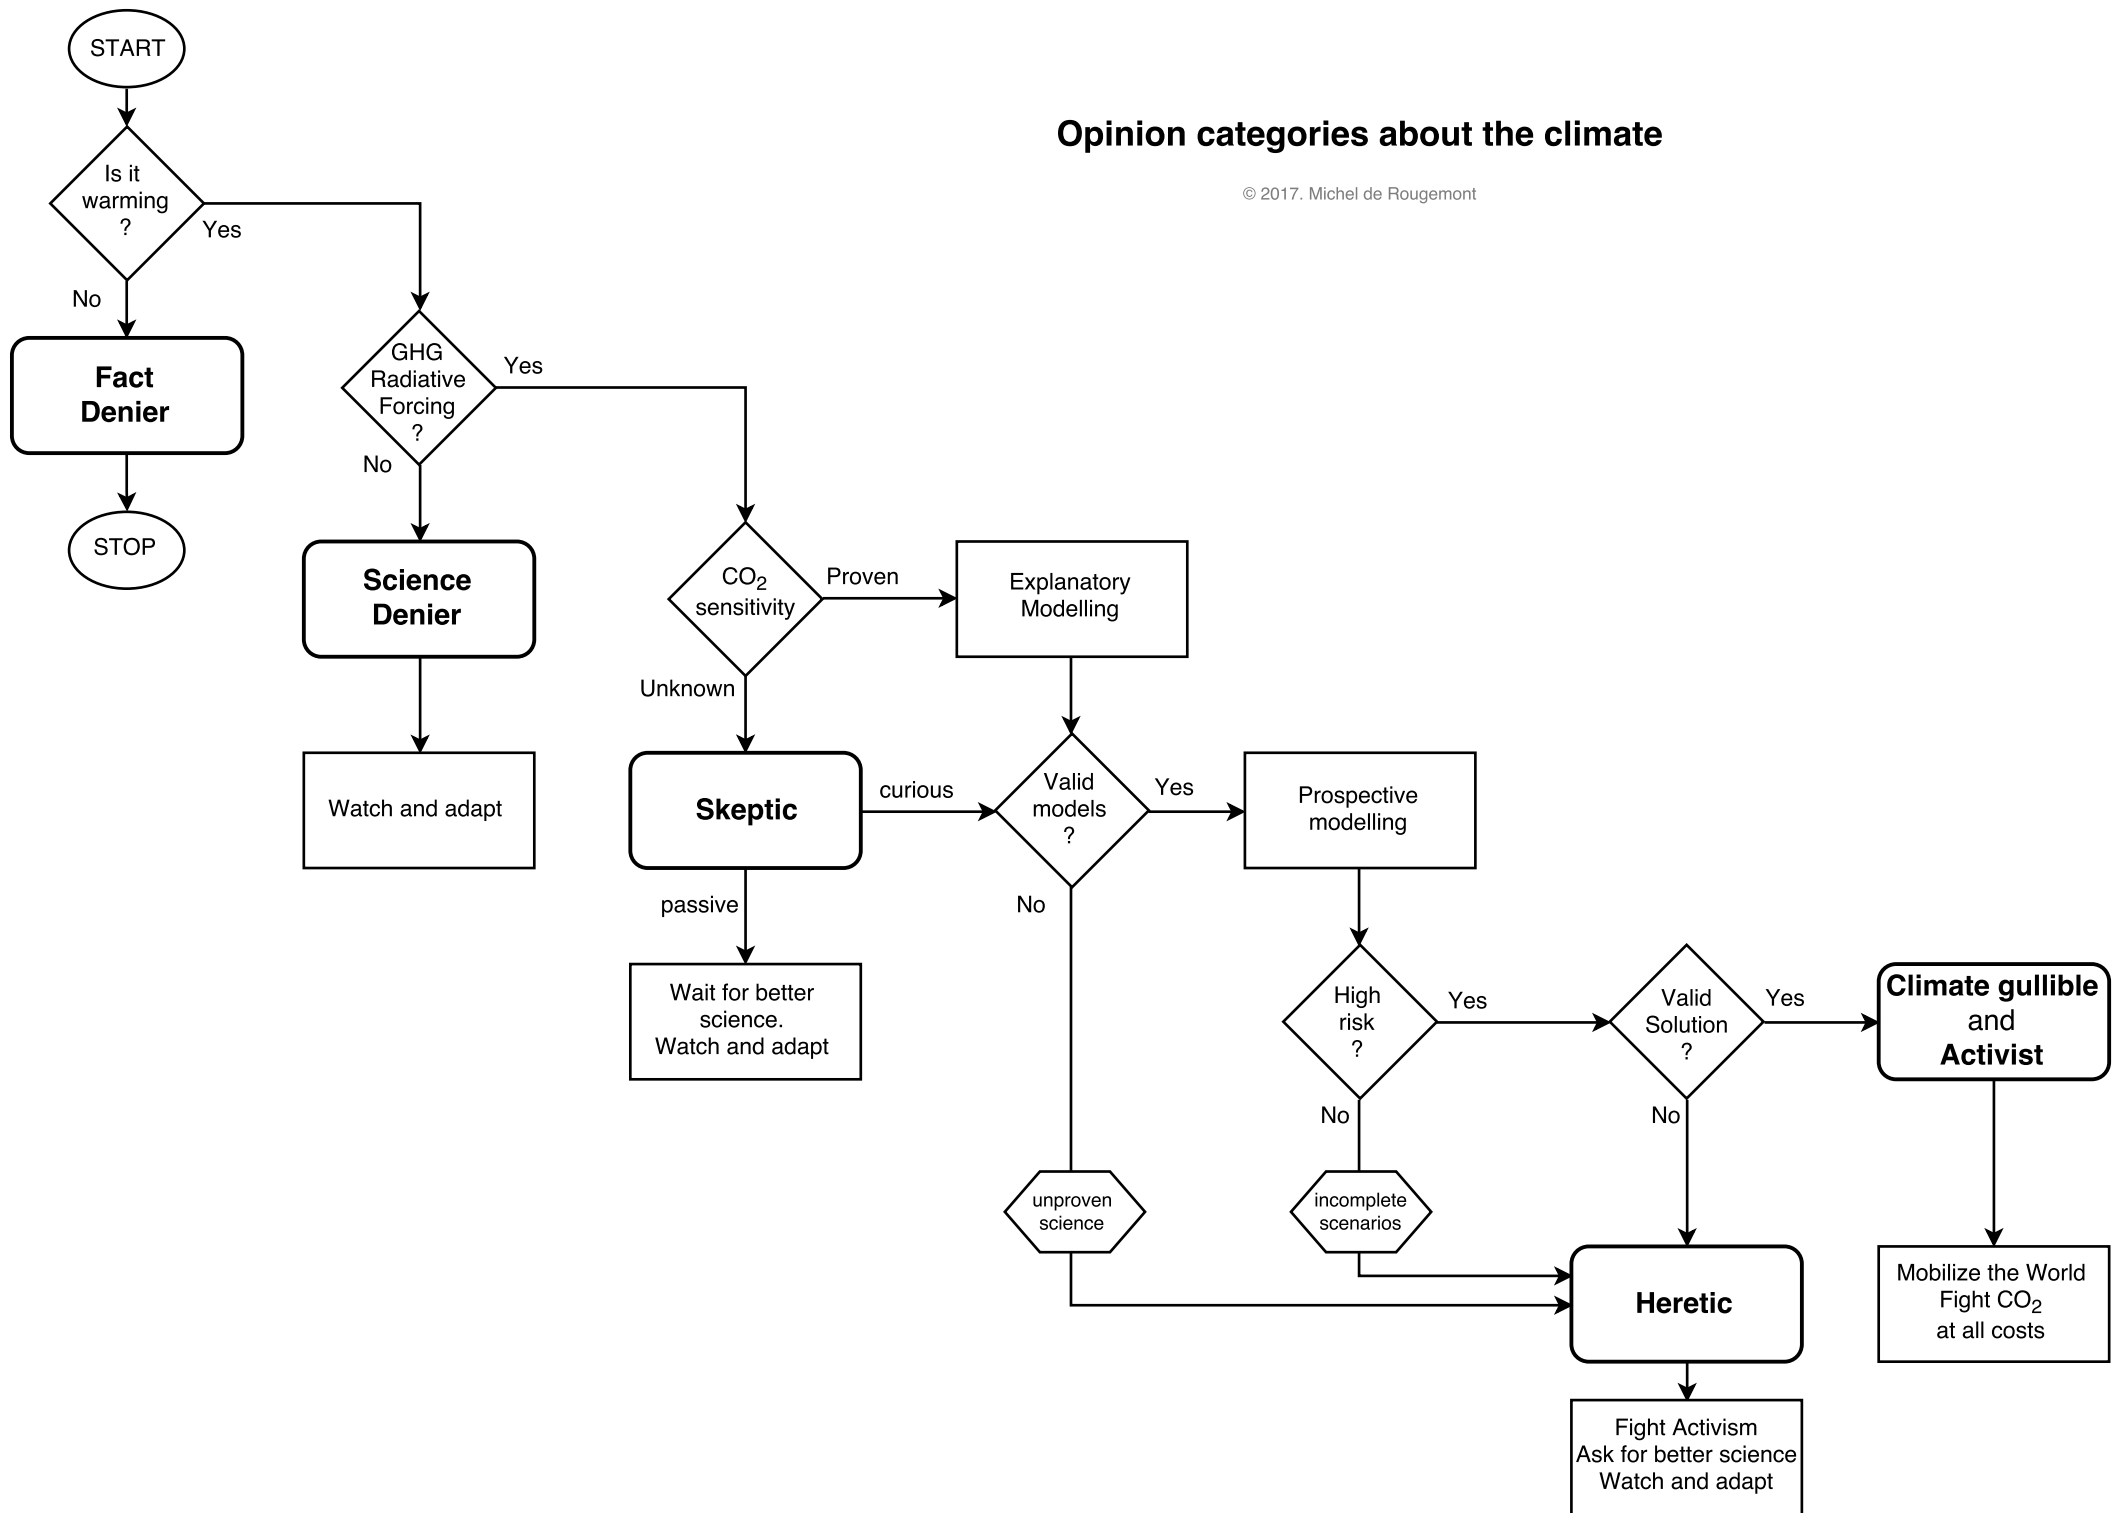 START
Opinion categories about the climate
© 2017. Michel de Rougemont
Is it
warming
?
Yes
No
Fact
Denier
STOP
GHG
Radiative
Forcing
?
Yes
No
Science
Denier
Watch and adapt
CO2
sensitivity
Proven
Explanatory
Modelling
Unknown
Skeptic
curious
Valid
models
?
Yes
Prospective
modelling
passive
No
Wait for better
science.
Watch and adapt
High
risk
?
Yes
Valid
Solution
?
Yes
Climate gullible
and
Activist
No
No
unproven
science
incomplete
scenarios
Heretic
Mobilize the World
Fight CO2
at all costs
Fight Activism
Ask for better science
Watch and adapt